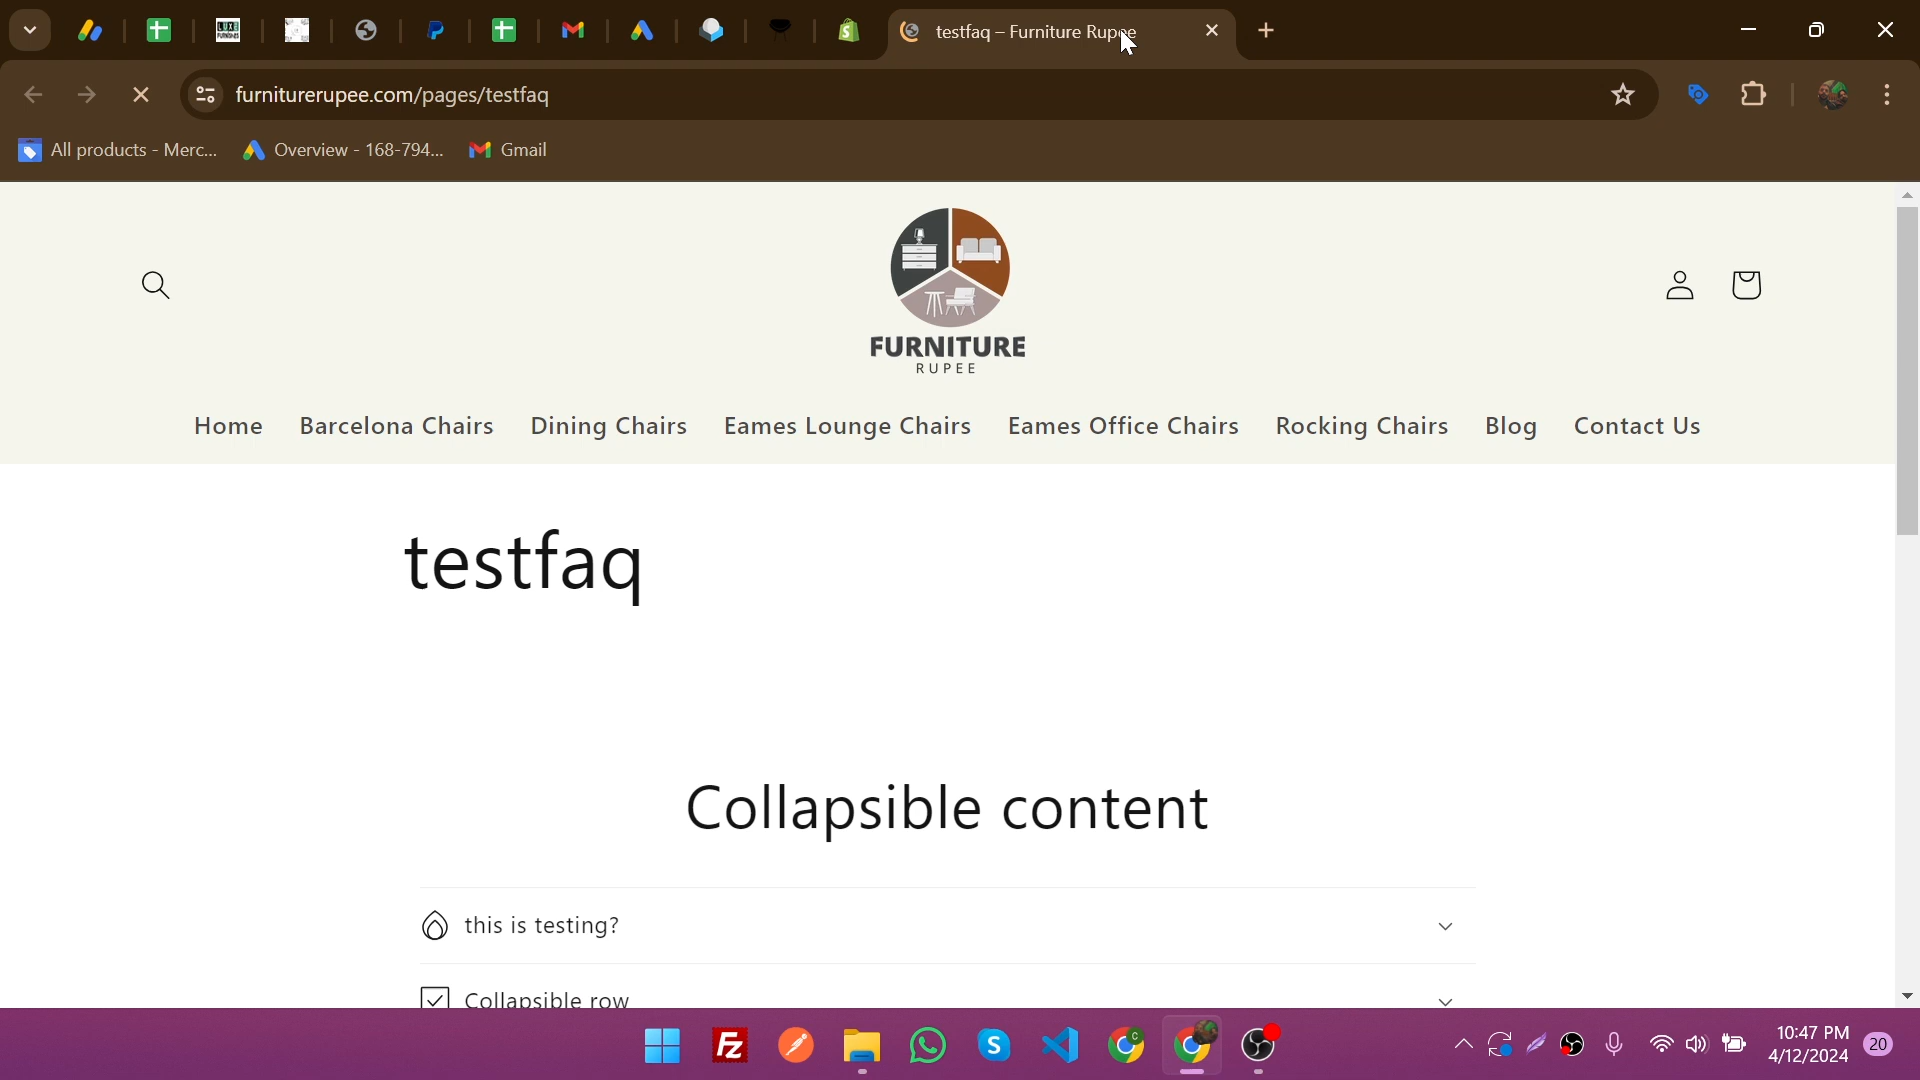 testfaq – Furniture Rupee
furniturerupee.com/pages/testfaq
All products - Merc... Overview - 168-794... Gmail
FURNITURE
RUPEE
Home Barcelona Chairs Dining Chairs Eames Lounge Chairs Eames Office Chairs Rocking Chairs Blog Contact Us
testfaq
Collapsible content
this is testing?
Collapsible row
10:47 PM
4/12/2024
20